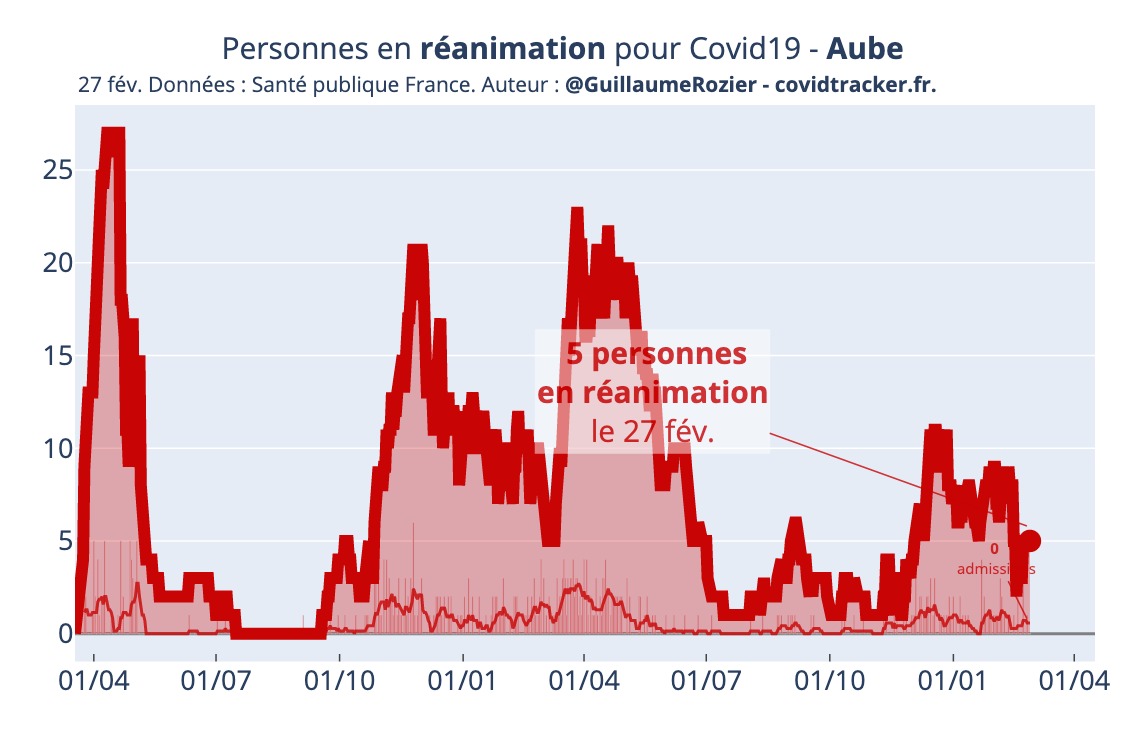 Personnes en réanimation pour Covid19 - Aube
27 fév. Données : Santé publique France. Auteur : @GuillaumeRozier - covidtracker.fr.
25
20
15
10
5
0
5 personnes
en réanimation
le 27 fév.
0
admissions
01/04 01/07 01/10 01/01 01/04 01/07 01/10 01/01 01/04